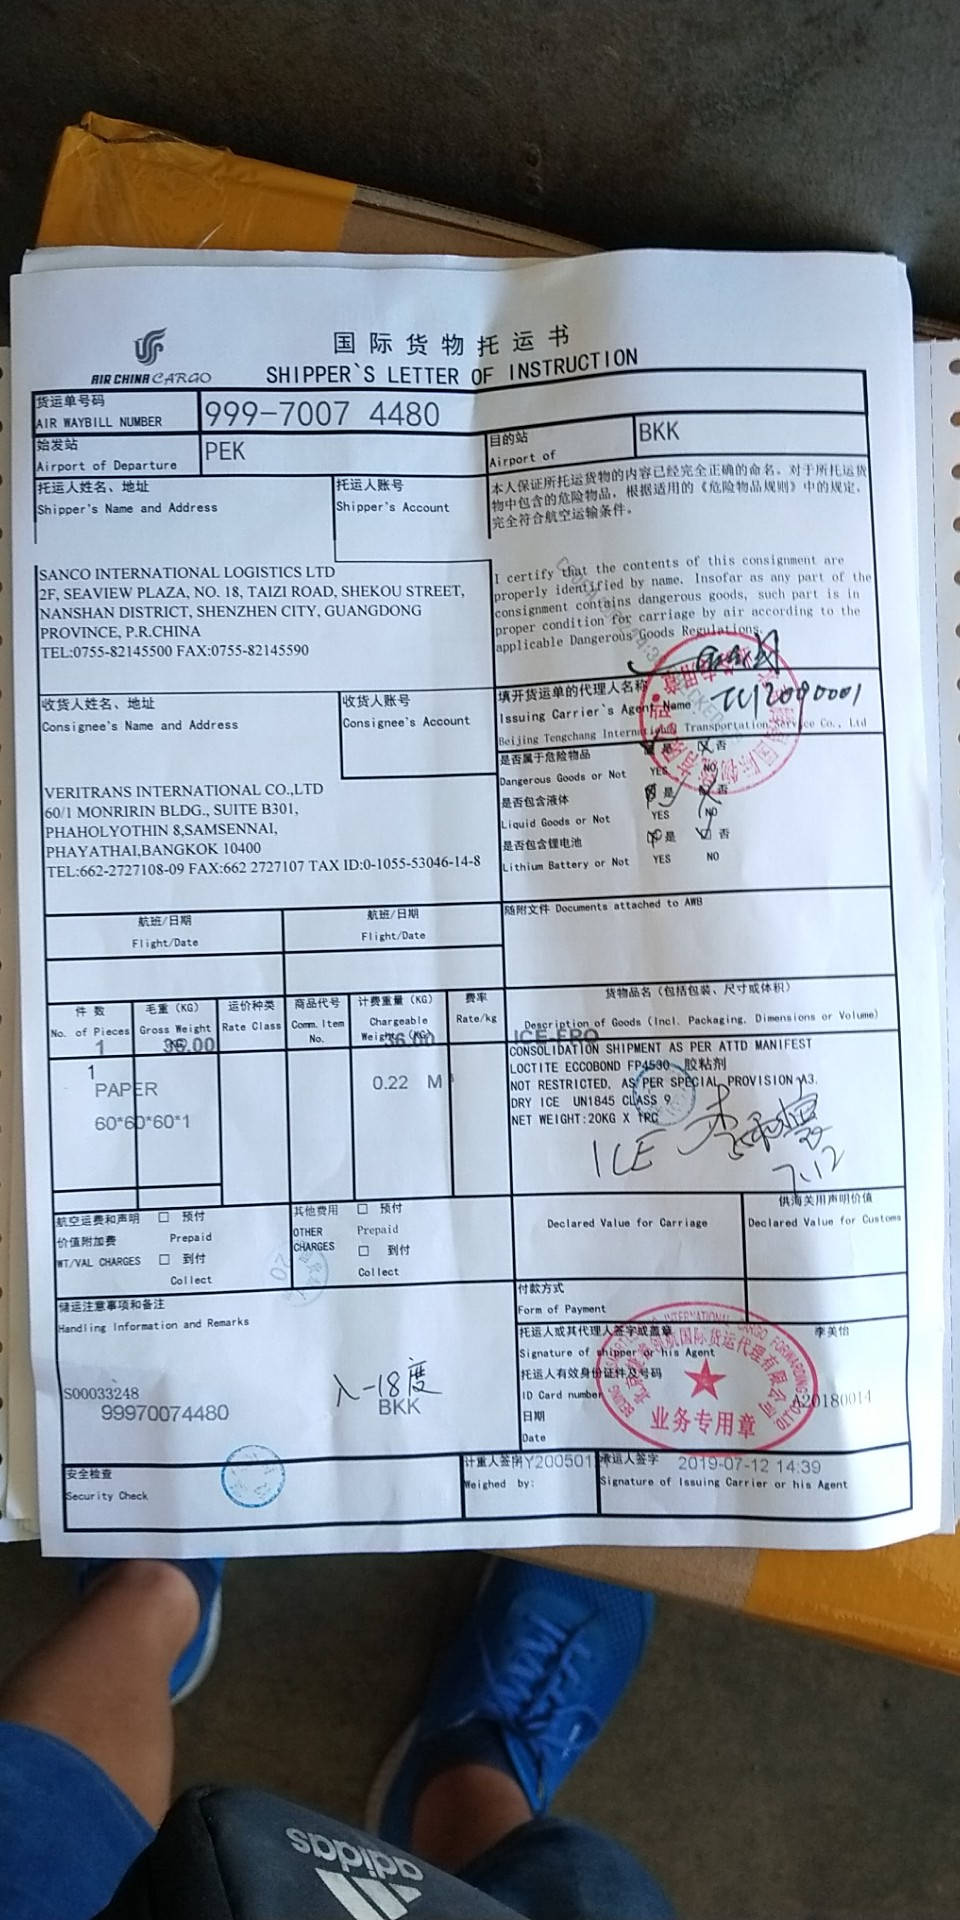 国际货物托运书
AIR CHINA CARGO
SHIPPER`S LETTER OF INSTRUCTION
货运单号码
AIR WAYBILL NUMBER
999-7007 4480
始发站
Airport of Departure
PEK
目的站
Airport of
BKK
托运人姓名、地址
Shipper's Name and Address
托运人账号
Shipper's Account
本人保证所托运货物的内容已经完全正确的命名。对于所托运货
物中包含的危险物品，根据适用的《危险物品规则》中的规定，
完全符合航空运输条件。
SANCO INTERNATIONAL LOGISTICS LTD
2F, SEAVIEW PLAZA, NO. 18, TAIZI ROAD, SHEKOU STREET,
NANSHAN DISTRICT, SHENZHEN CITY, GUANGDONG
PROVINCE, P.R.CHINA
TEL:0755-82145500 FAX:0755-82145590
I certify that the contents of this consignment are
properly identified by name. Insofar as any part of the
consignment contains dangerous goods, such part is in
proper condition for carriage by air according to the
applicable Dangerous Goods Regulations.
收货人姓名、地址
Consignee's Name and Address
收货人账号
Consignee's Account
填开货运单的代理人名称
Issuing Carrier`s Agent Name
Beijing Tengchang International Transportation Service Co., Ltd
VERITRANS INTERNATIONAL CO.,LTD
60/1 MONRIRIN BLDG., SUITE B301,
PHAHOLYOTHIN 8,SAMSENNAI,
PHAYATHAI,BANGKOK 10400
TEL:662-2727108-09 FAX:662 2727107 TAX ID:0-1055-53046-14-8
是否属于危险物品 是 否
Dangerous Goods or Not YES NO
是否包含液体 是 否
Liquid Goods or Not YES NO
是否包含锂电池 是 否
Lithium Battery or Not YES NO
航班/日期
Flight/Date
航班/日期
Flight/Date
随附文件 Documents attached to AWB
件 数
No. of Pieces
毛重 (KG)
Gross Weight
运价种类
Rate Class
商品代号
Comm. Item
No.
计费重量 (KG)
Chargeable
Weight (KG)
费率
Rate/kg
货物品名（包括包装、尺寸或体积）
Description of Goods (Incl. Packaging, Dimensions or Volume)
1
36.00
36.00
ICE-FRO
1
PAPER
60*60*60*1
0.22 M³
CONSOLIDATION SHIPMENT AS PER ATTD MANIFEST
LOCTITE ECCOBOND FP4530 胶粘剂
NOT RESTRICTED, AS PER SPECIAL PROVISION A3.
DRY ICE UN1845 CLASS 9
NET WEIGHT:20KG X 1RC
ICE
7.12
航空运费和声明 □ 预付
价值附加费 Prepaid
WT/VAL CHARGES □ 到付
Collect
其他费用 □ 预付
OTHER Prepaid
CHARGES □ 到付
Collect
Declared Value for Carriage
供海关用声明价值
Declared Value for Customs
付款方式
Form of Payment
储运注意事项和备注
Handling Information and Remarks
S00033248
99970074480
入-18度
BKK
托运人或其代理人签字或盖章
Signature of shipper or his Agent
李美怡
托运人有效身份证件及号码
ID Card number
A20180014
日期
Date
业务专用章
安全检查
Security Check
计重人签字
Y200501
Weighed by:
承运人签字 2019-07-12 14:39
Signature of Issuing Carrier or his Agent
adidas